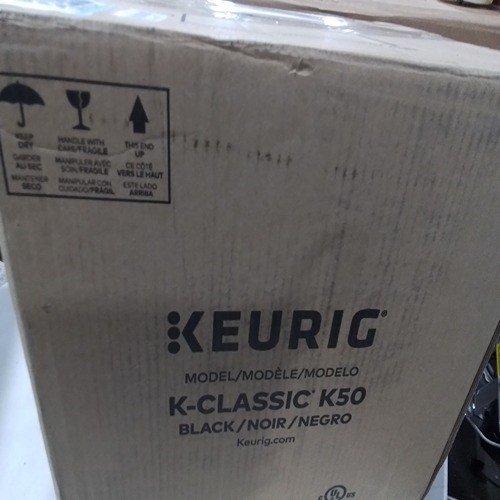 KEEP
DRY
HANDLE WITH
CARE/FRAGILE
THIS END
UP
GARDER
AU SEC
MANIPULER AVEC
SOIN/FRAGILE
CE CÔTÉ
VERS LE HAUT
MANTENER
SECO
MANIPULAR CON
CUIDADO/FRÁGIL
ESTE LADO
ARRIBA
KEURIG®
MODEL/MODÈLE/MODELO
K-CLASSIC® K50
BLACK/NOIR/NEGRO
Keurig.com
c UL us